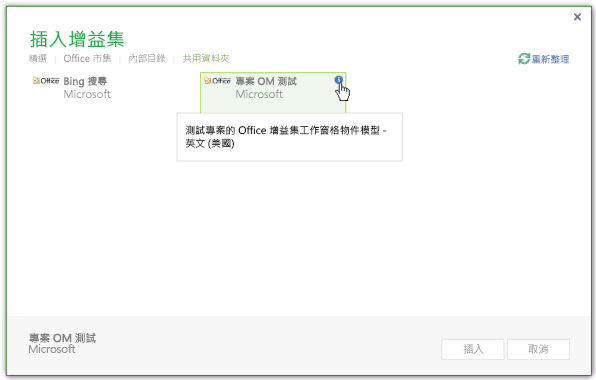 插入增益集
精選 | Office 市集 | 內部目錄 | 共用資料夾
重新整理
Office Bing 搜尋
Microsoft
Office 專案 OM 測試
Microsoft
測試專案的 Office 增益集工作窗格物件模型 -
英文 (美國)
專案 OM 測試
Microsoft
插入
取消